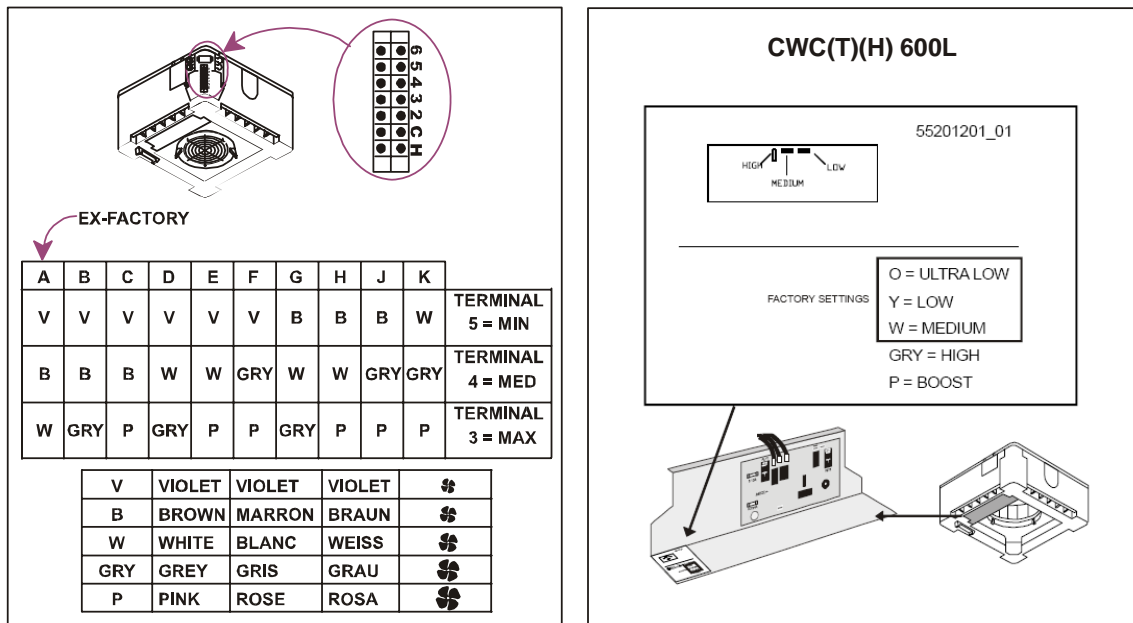 6
5
4
3
2
C
H
EX-FACTORY
A B C D E F G H J K
V V V V V V B B B W TERMINAL 5 = MIN
B B B W W GRY W W GRY GRY TERMINAL 4 = MED
W GRY P GRY P P GRY P P P TERMINAL 3 = MAX
V VIOLET VIOLET VIOLET
B BROWN MARRON BRAUN
W WHITE BLANC WEISS
GRY GREY GRIS GRAU
P PINK ROSE ROSA
CWC(T)(H) 600L
55201201_01
HIGH LOW
MEDIUM
FACTORY SETTINGS
O = ULTRA LOW
Y = LOW
W = MEDIUM
GRY = HIGH
P = BOOST